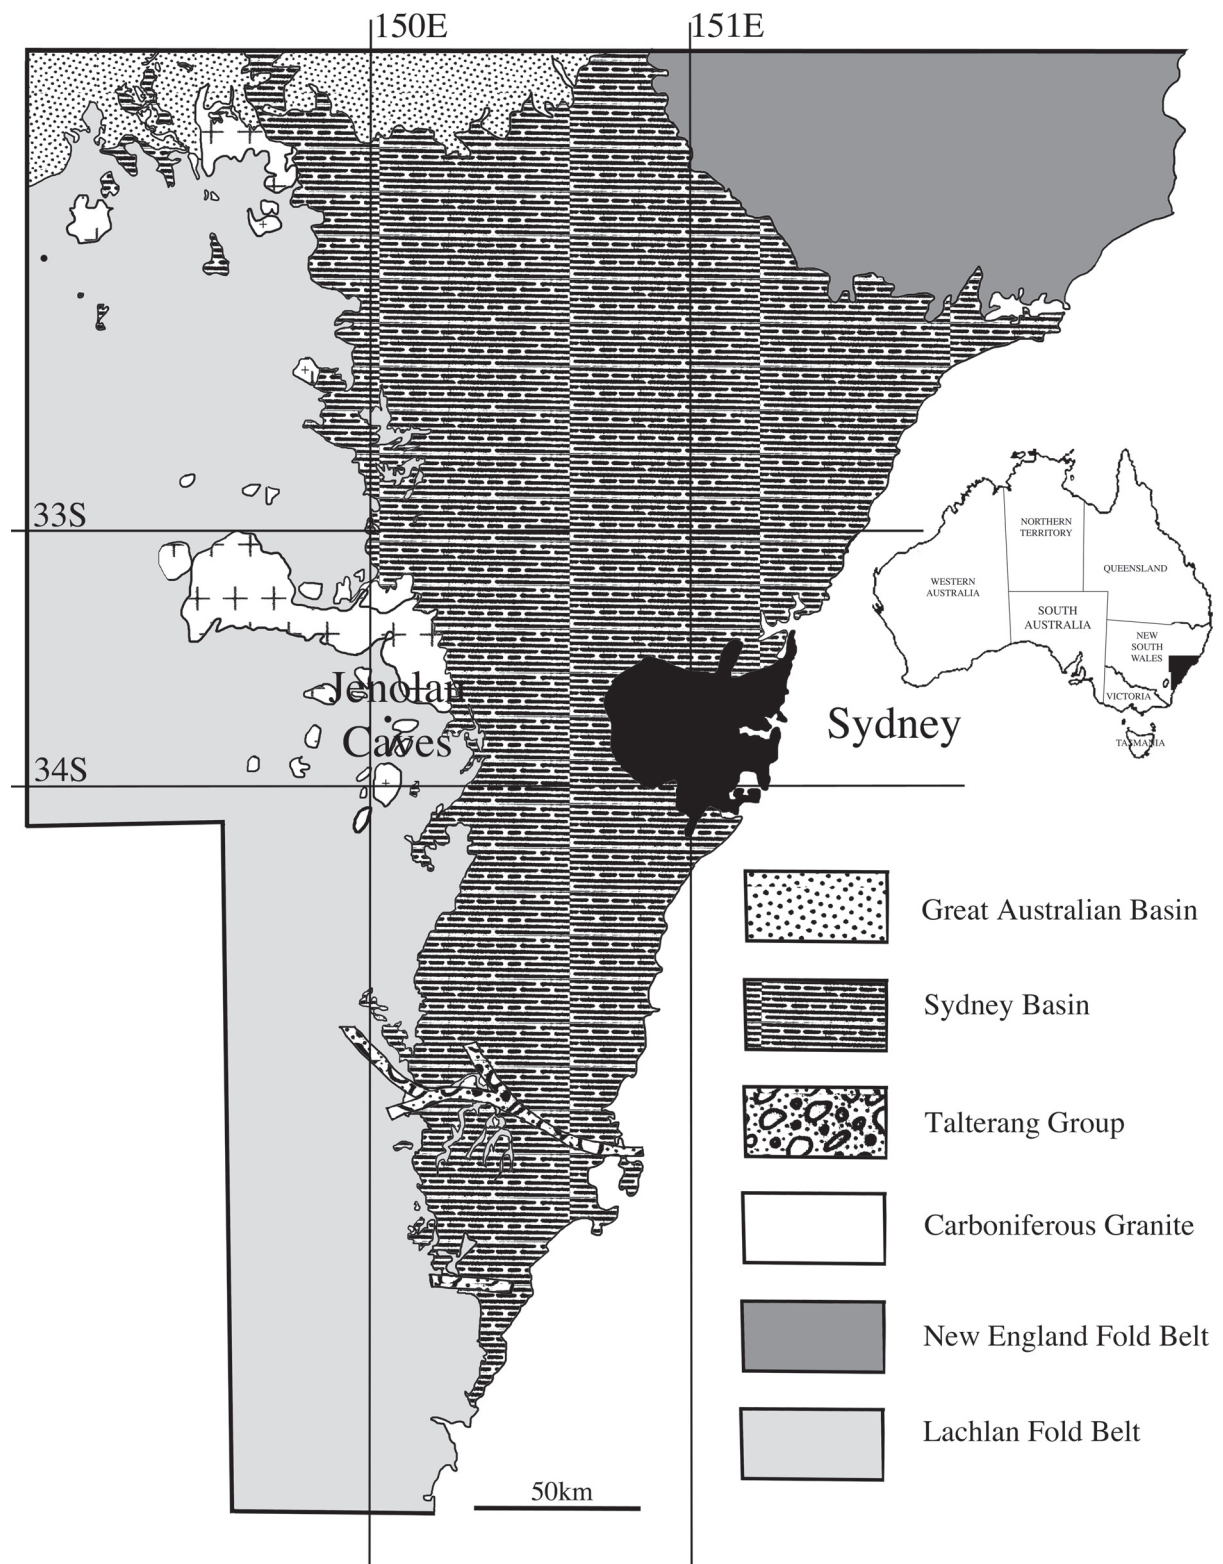 150E
151E
33S
NORTHERN
TERRITORY
QUEENSLAND
WESTERN
AUSTRALIA
SOUTH
AUSTRALIA
NEW
SOUTH
WALES
VICTORIA
TASMANIA
Jenolan
Caves
Sydney
34S
Great Australian Basin
Sydney Basin
Talterang Group
Carboniferous Granite
New England Fold Belt
Lachlan Fold Belt
50km